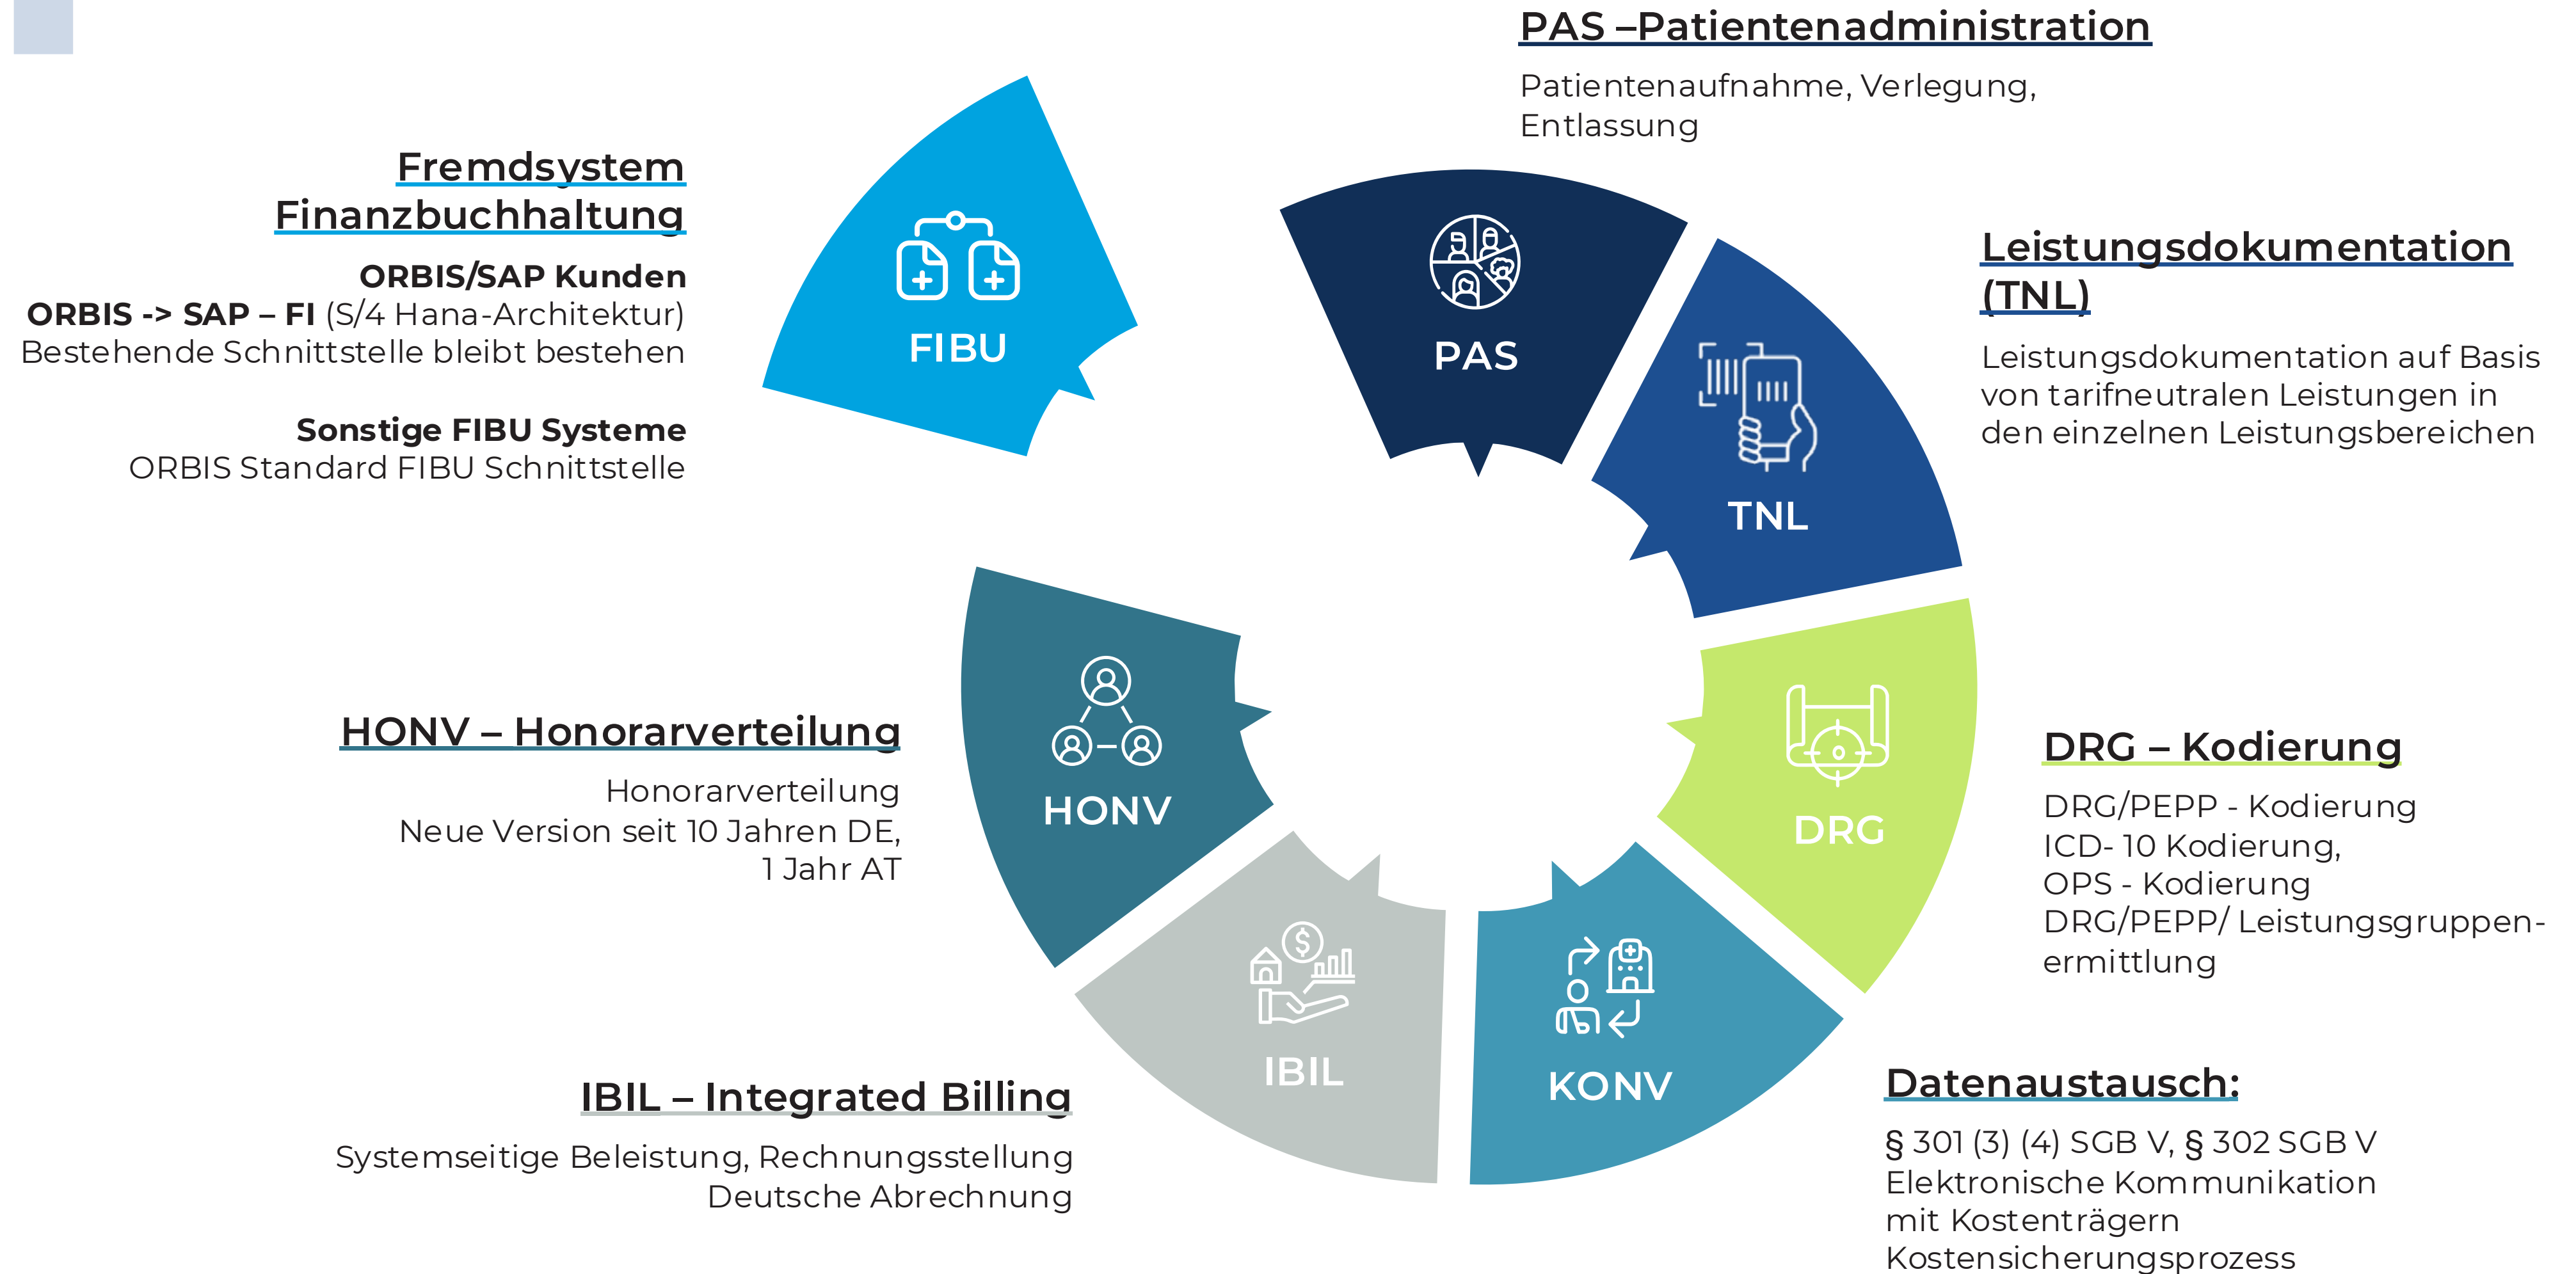 PAS –Patientenadministration
Patientenaufnahme, Verlegung,
Entlassung
PAS
Leistungsdokumentation
(TNL)
Leistungsdokumentation auf Basis
von tarifneutralen Leistungen in
den einzelnen Leistungsbereichen
TNL
DRG – Kodierung
DRG/PEPP - Kodierung
ICD- 10 Kodierung,
OPS - Kodierung
DRG/PEPP/ Leistungsgruppen-
ermittlung
DRG
Datenaustausch:
§ 301 (3) (4) SGB V, § 302 SGB V
Elektronische Kommunikation
mit Kostenträgern
Kostensicherungsprozess
KONV
IBIL – Integrated Billing
Systemseitige Beleistung, Rechnungsstellung
Deutsche Abrechnung
IBIL
$
HONV – Honorarverteilung
Honorarverteilung
Neue Version seit 10 Jahren DE,
1 Jahr AT
HONV
Fremdsystem
Finanzbuchhaltung
ORBIS/SAP Kunden
ORBIS -> SAP – FI (S/4 Hana-Architektur)
Bestehende Schnittstelle bleibt bestehen
Sonstige FIBU Systeme
ORBIS Standard FIBU Schnittstelle
FIBU